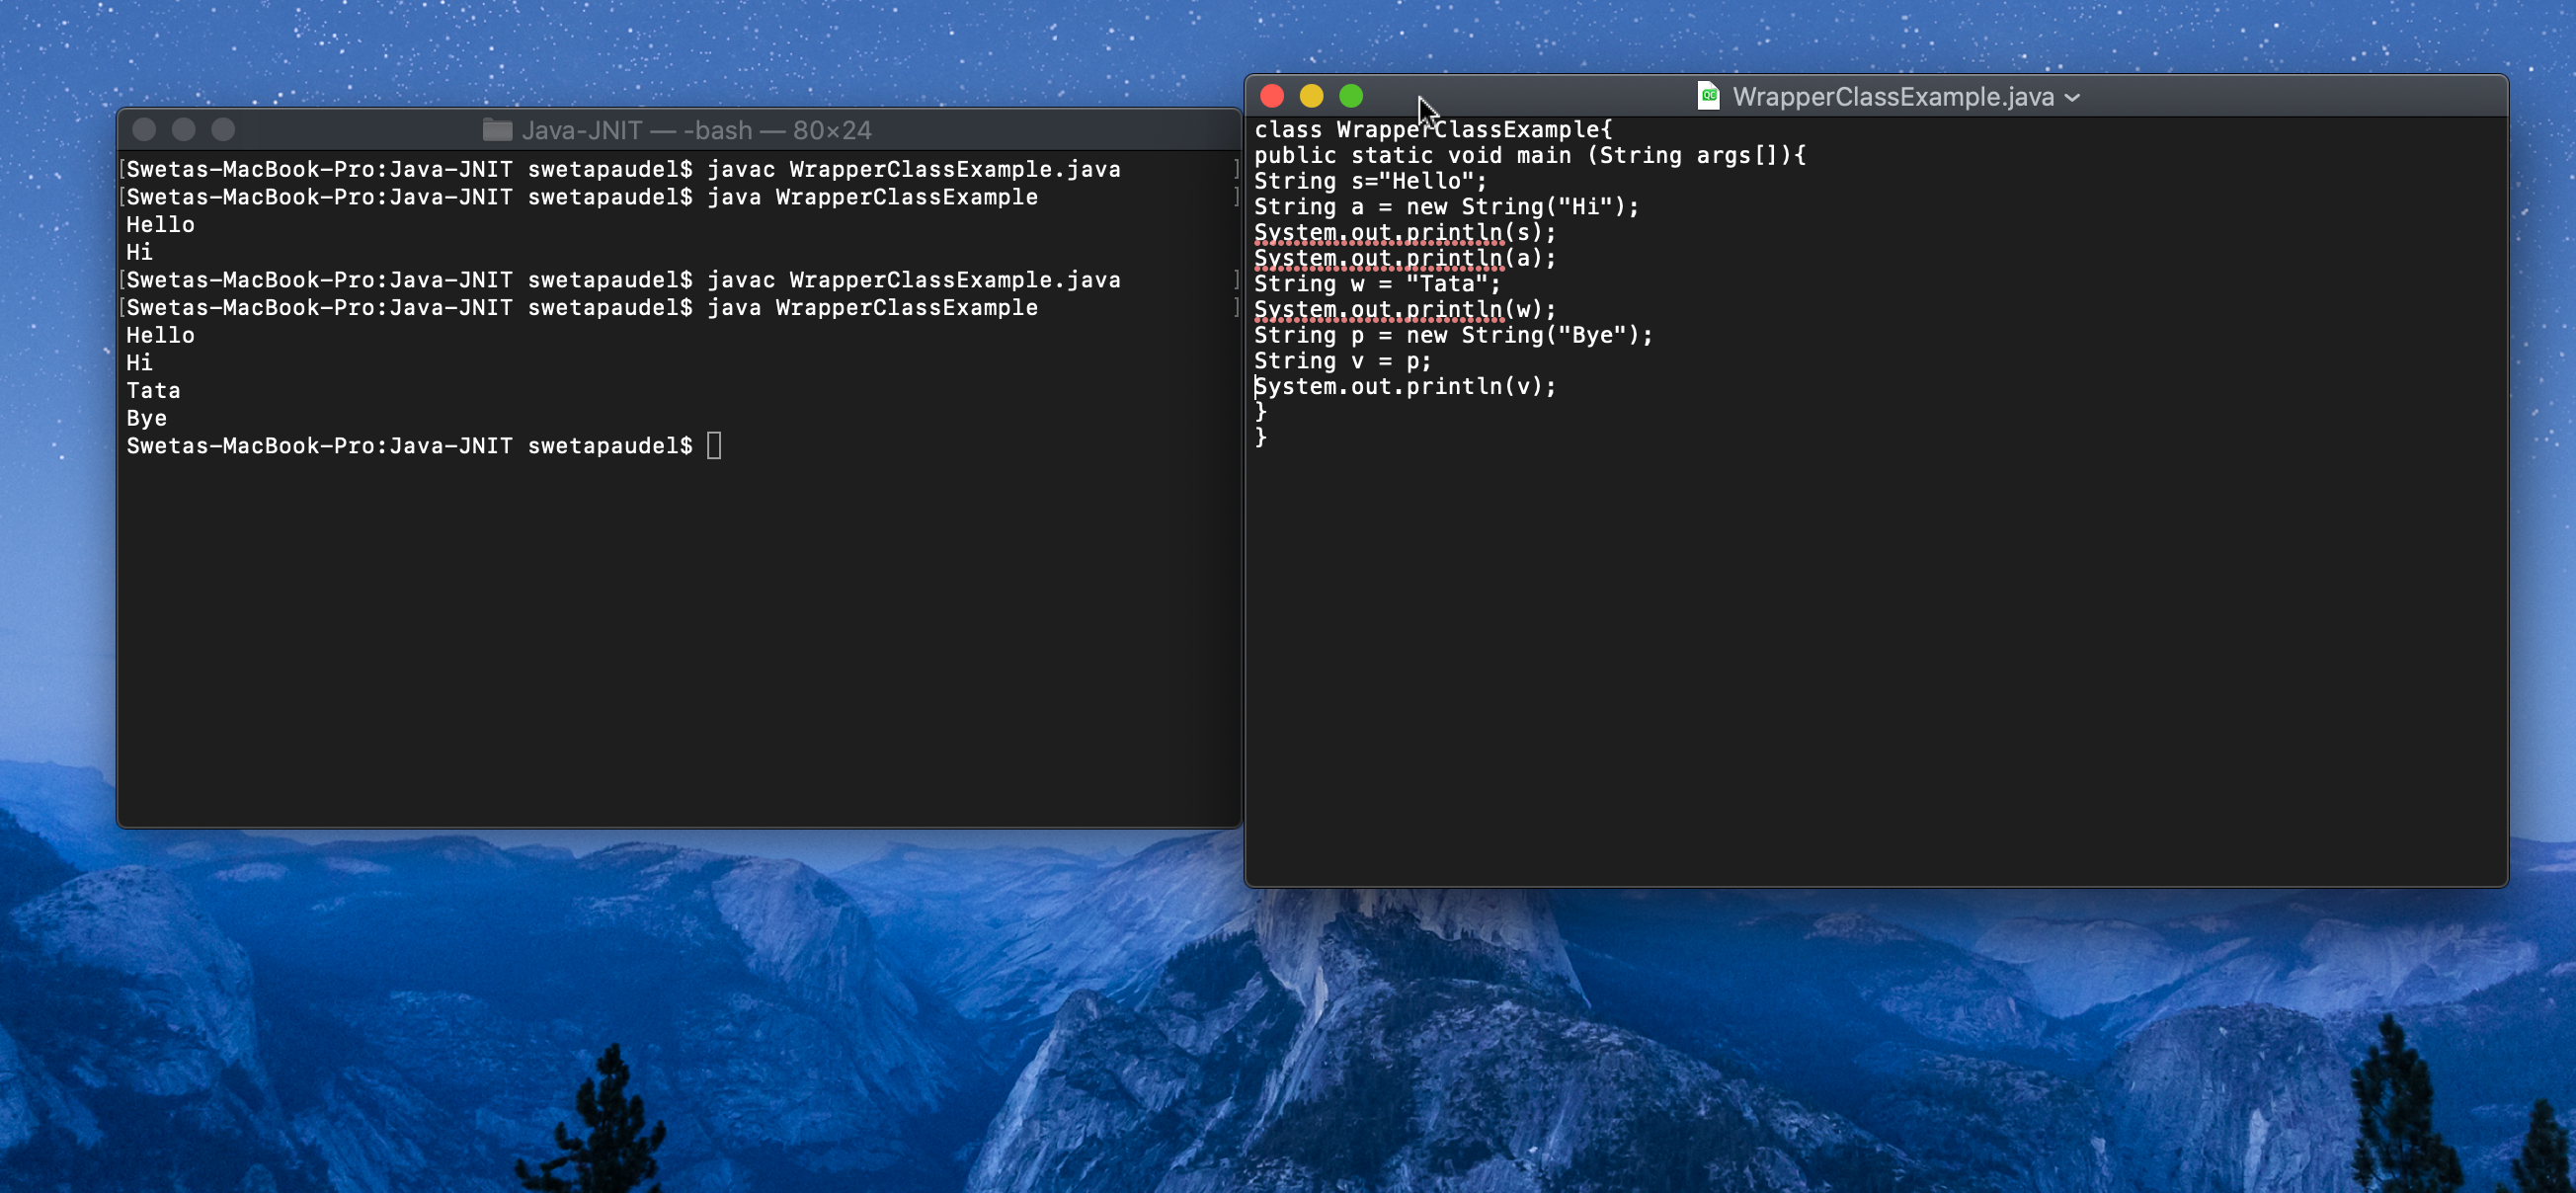 Java-JNIT — -bash — 80×24
[Swetas-MacBook-Pro:Java-JNIT swetapaudel$ javac WrapperClassExample.java ]
[Swetas-MacBook-Pro:Java-JNIT swetapaudel$ java WrapperClassExample ]
Hello
Hi
[Swetas-MacBook-Pro:Java-JNIT swetapaudel$ javac WrapperClassExample.java ]
[Swetas-MacBook-Pro:Java-JNIT swetapaudel$ java WrapperClassExample ]
Hello
Hi
Tata
Bye
Swetas-MacBook-Pro:Java-JNIT swetapaudel$
WrapperClassExample.java
class WrapperClassExample{
public static void main (String args[]){
String s="Hello";
String a = new String("Hi");
System.out.println(s);
System.out.println(a);
String w = "Tata";
System.out.println(w);
String p = new String("Bye");
String v = p;
System.out.println(v);
}
}